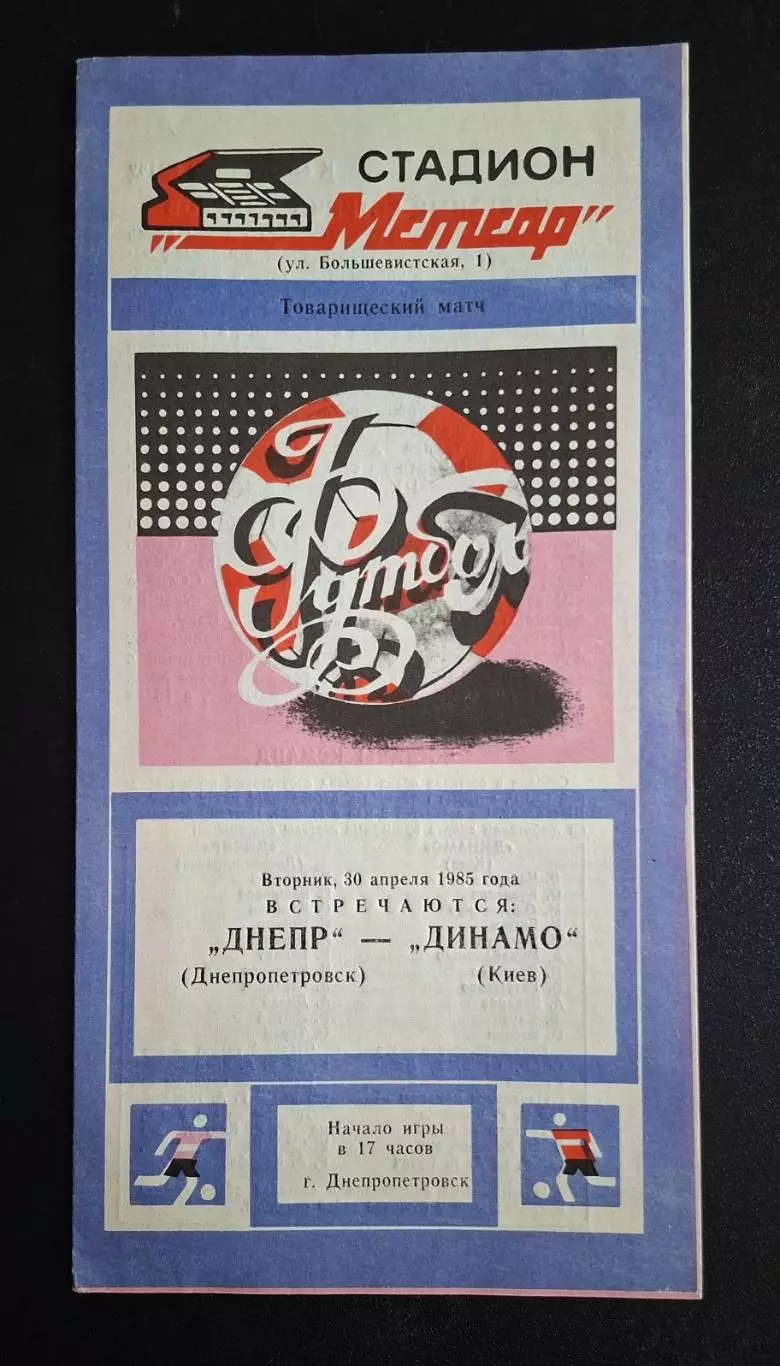 СТАДИОН
„Метеор"
(ул. Большевистская, 1)
Товарищеский матч
Футбол
Вторник, 30 апреля 1985 года
ВСТРЕЧАЮТСЯ:
„ДНЕПР“ — „ДИНАМО“
(Днепропетровск) (Киев)
Начало игры
в 17 часов
г. Днепропетровск